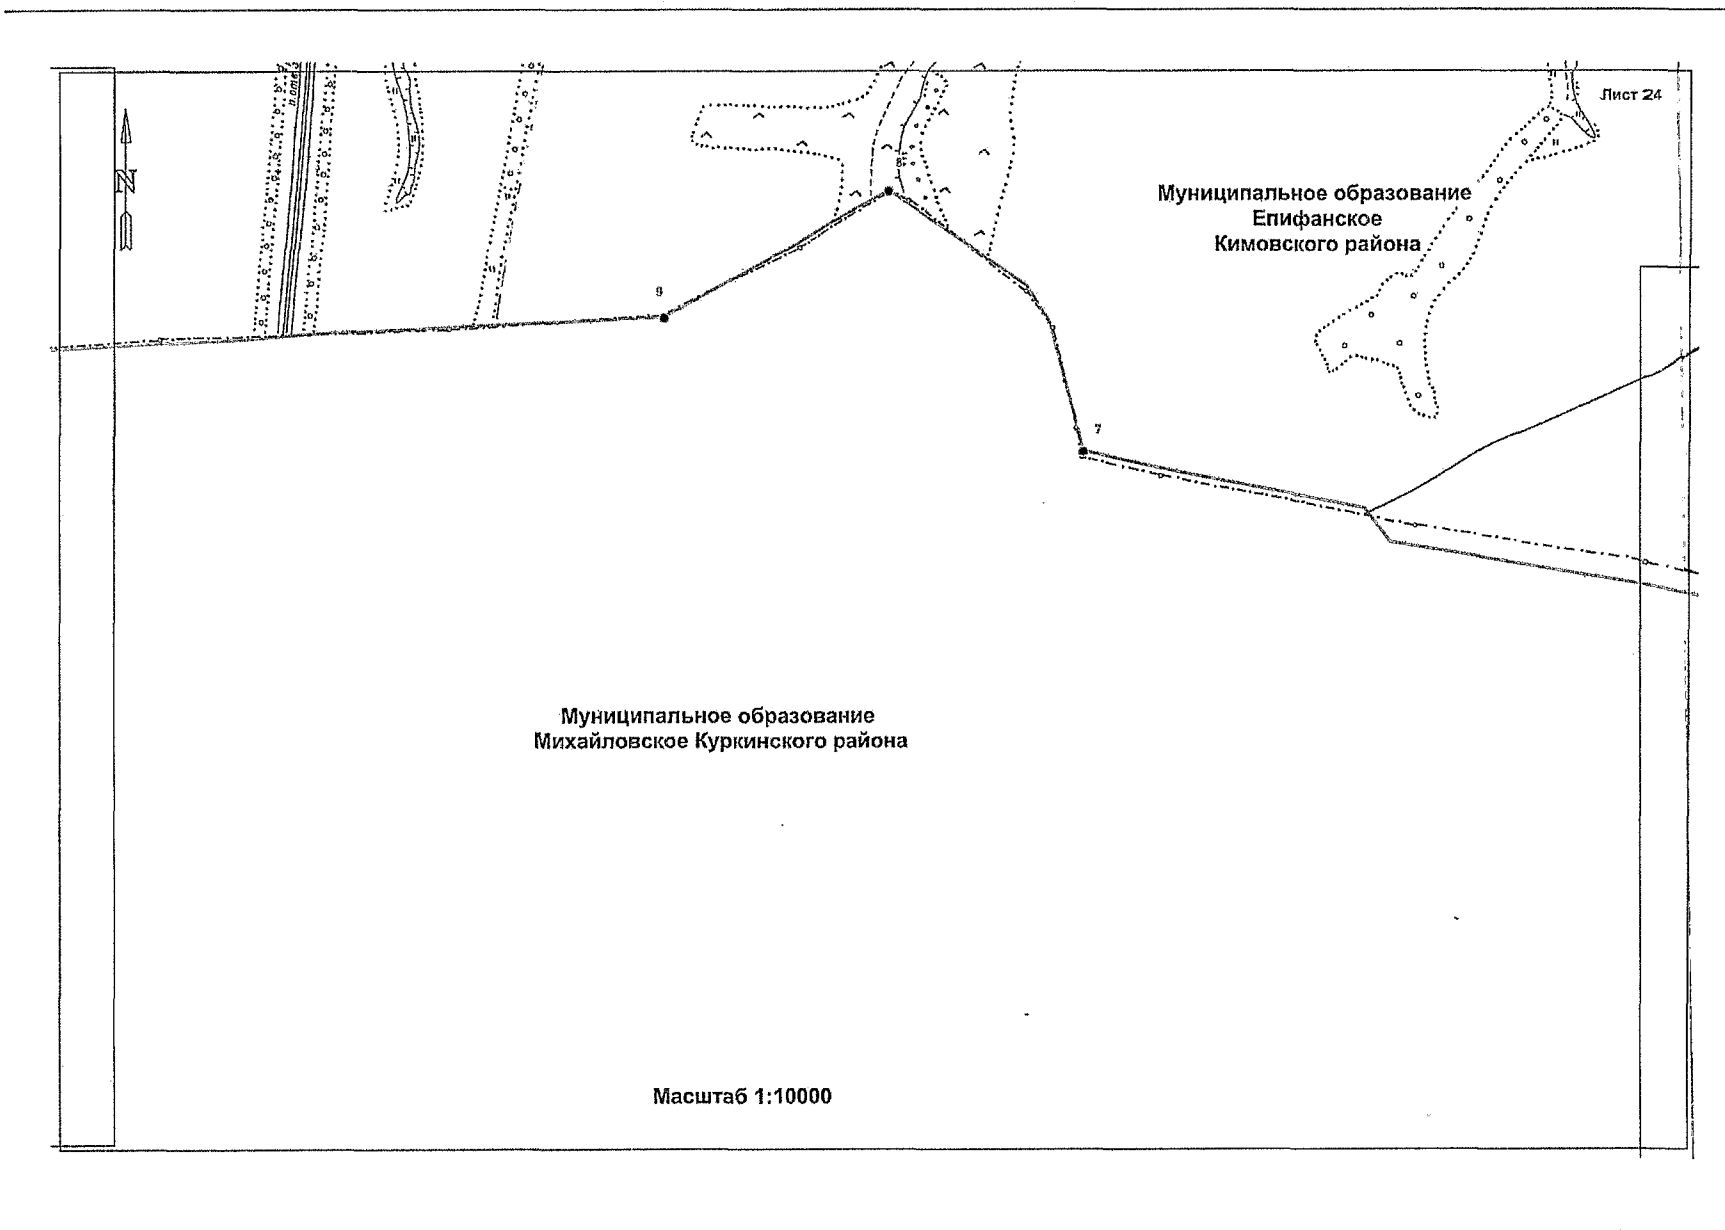 Лист 24
N
Муниципальное образование
Епифанское
Кимовского района
8
9
7
Муниципальное образование
Михайловское Куркинского района
Масштаб 1:10000